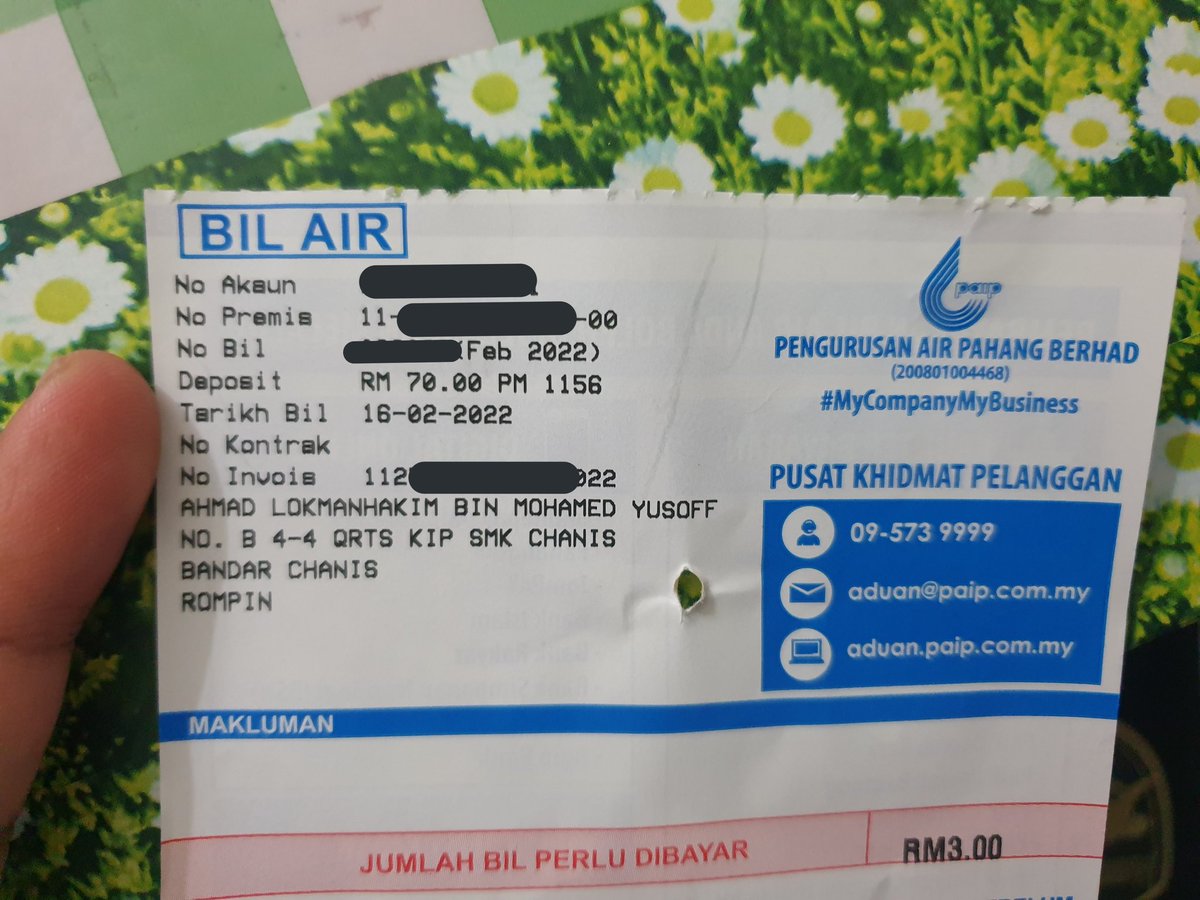 BIL AIR
No Akaun
No Premis 11- -00
No Bil (Feb 2022)
Deposit RM 70.00 PM 1156
Tarikh Bil 16-02-2022
No Kontrak
No Invois 112 022
AHMAD LOKMANHAKIM BIN MOHAMED YUSOFF
NO. B 4-4 QRTS KIP SMK CHANIS
BANDAR CHANIS
ROMPIN
paip
PENGURUSAN AIR PAHANG BERHAD
(200801004468)
#MyCompanyMyBusiness
PUSAT KHIDMAT PELANGGAN
09-573 9999
aduan@paip.com.my
aduan.paip.com.my
MAKLUMAN
JUMLAH BIL PERLU DIBAYAR RM3.00